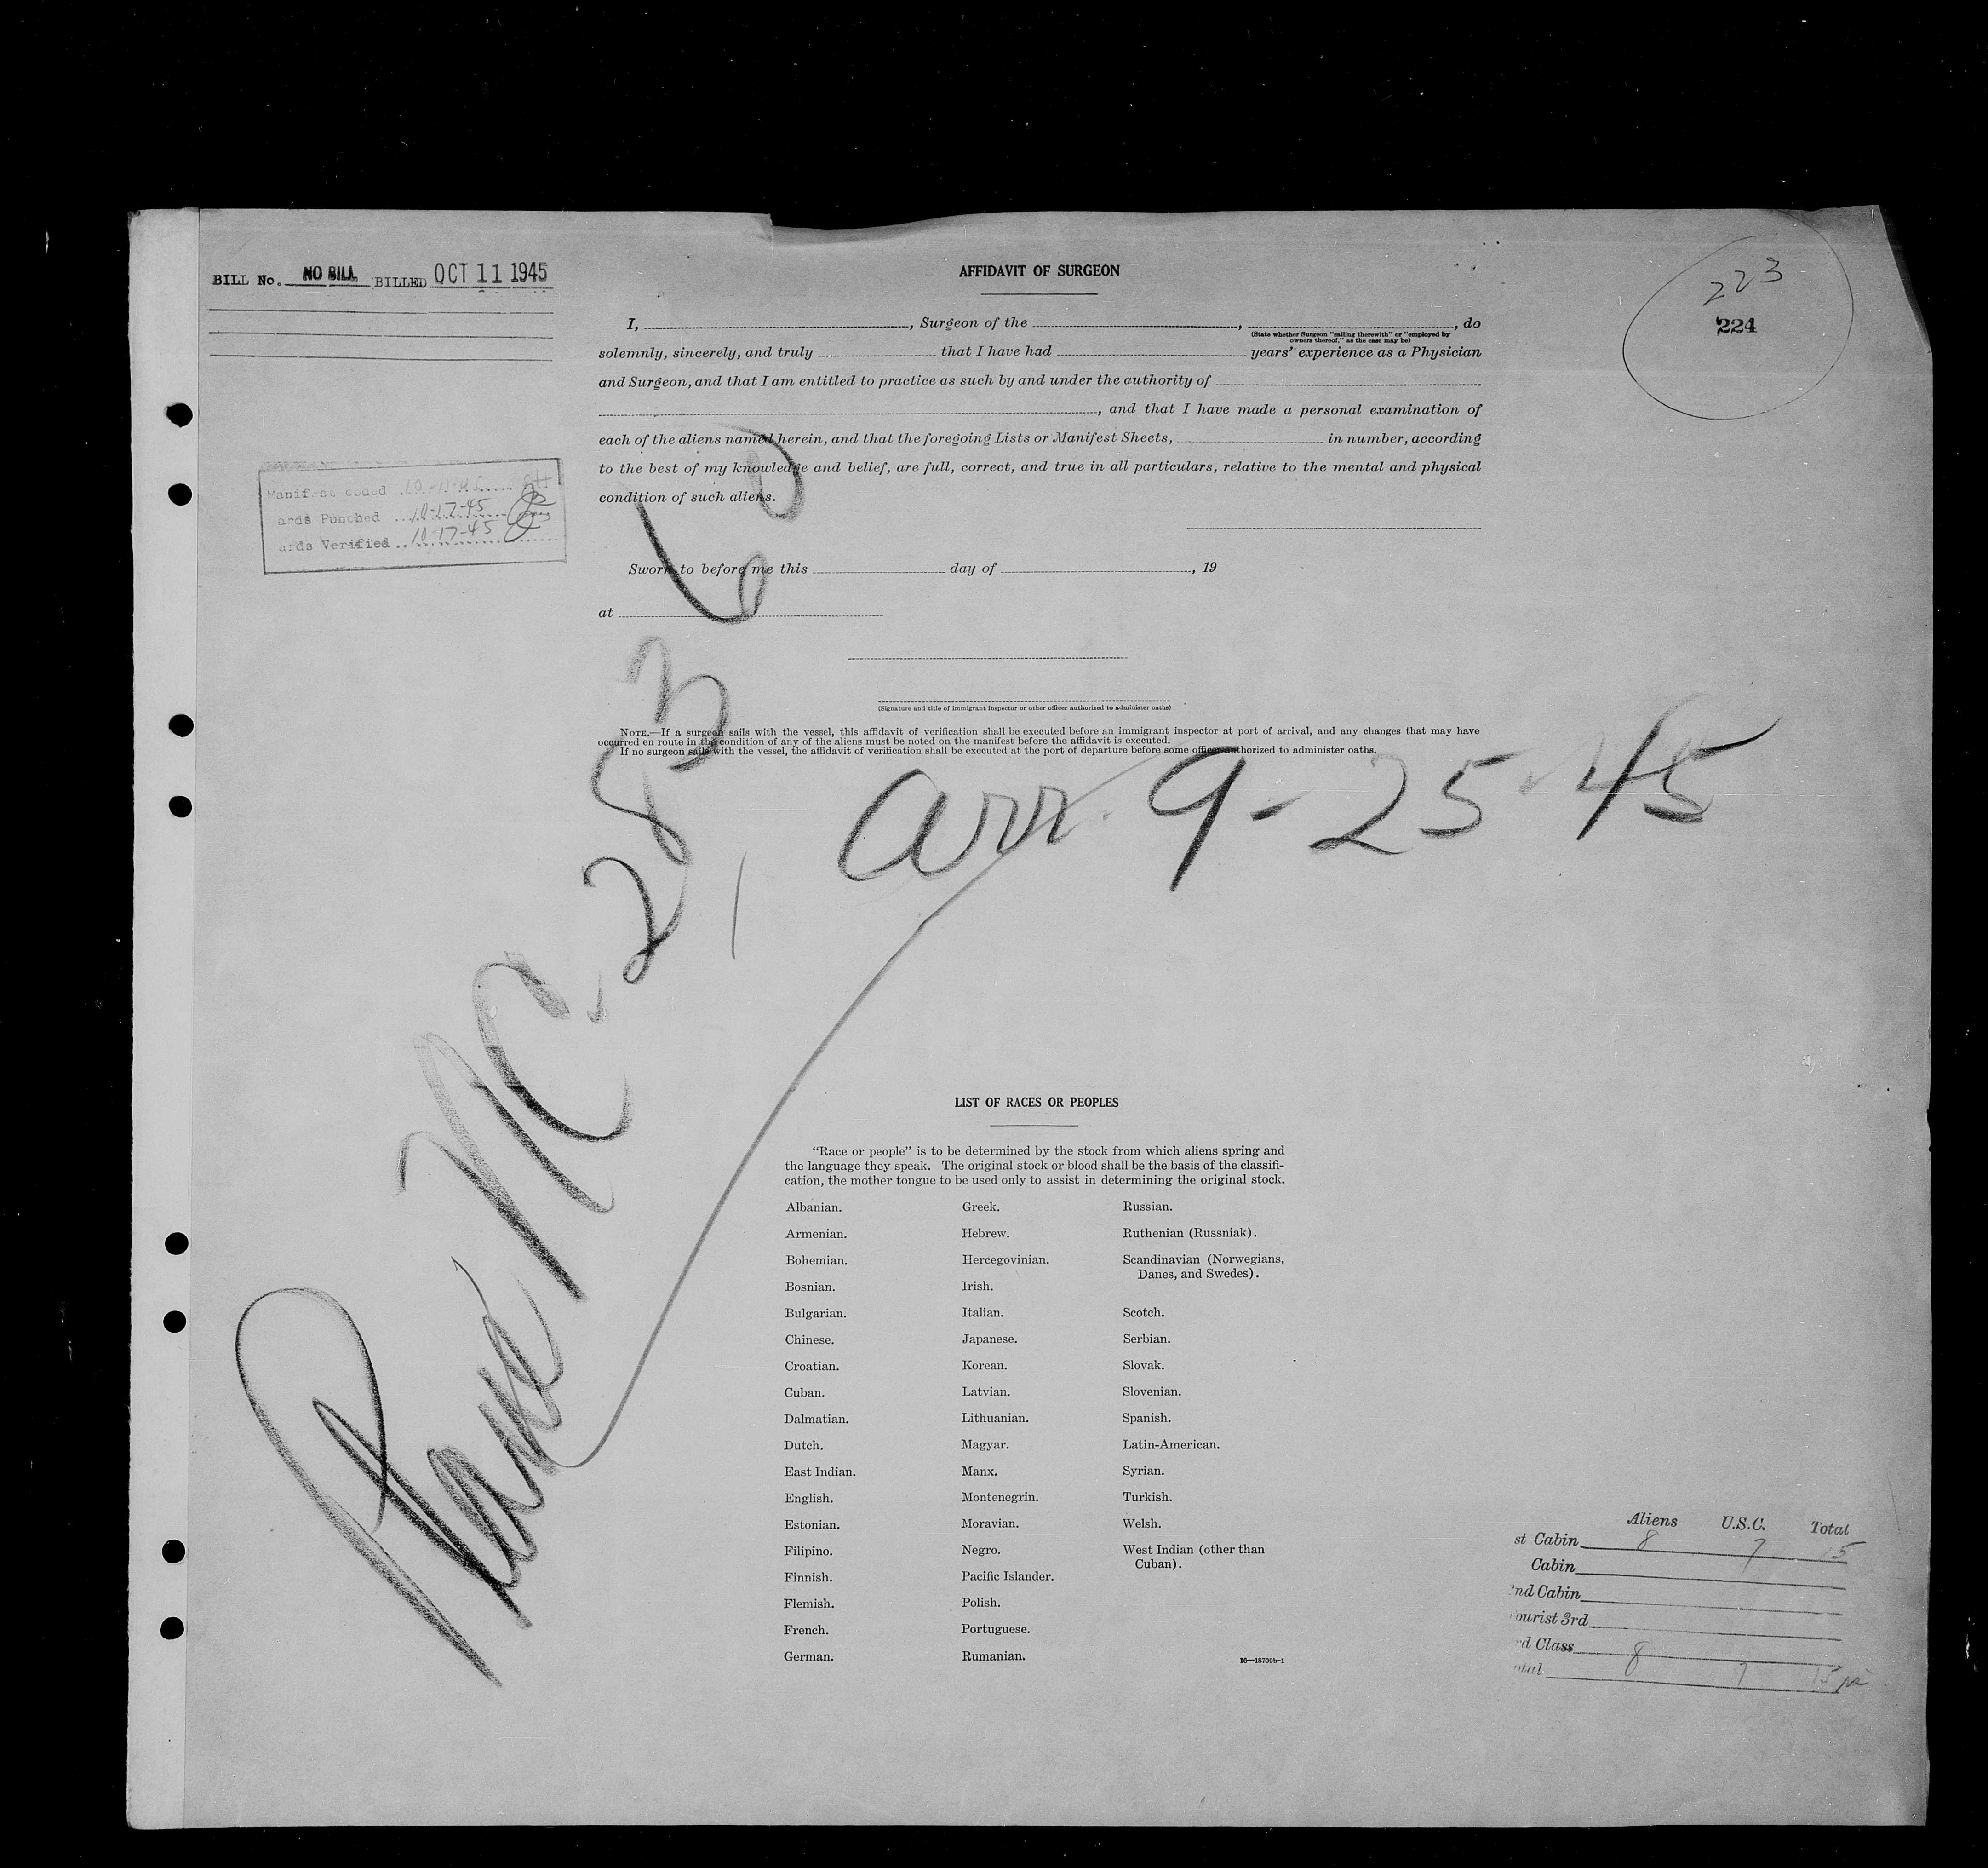 BILL No. NO BILL BILLED OCT 11 1945
AFFIDAVIT OF SURGEON
223
224
I, , Surgeon of the , , do
(State whether Surgeon "sailing therewith" or "employed by
owners thereof," as the case may be)
solemnly, sincerely, and truly that I have had years' experience as a Physician
and Surgeon, and that I am entitled to practice as such by and under the authority of
, and that I have made a personal examination of
each of the aliens named herein, and that the foregoing Lists or Manifest Sheets, in number, according
to the best of my knowledge and belief, are full, correct, and true in all particulars, relative to the mental and physical
condition of such aliens.
Manifest coded
ards Punched 10-17-45
ards Verified 10-17-45
Sworn to before me this day of , 19
at
(Signature and title of immigrant inspector or other officer authorized to administer oaths)
NOTE.—If a surgeon sails with the vessel, this affidavit of verification shall be executed before an immigrant inspector at port of arrival, and any changes that may have
occurred en route in the condition of any of the aliens must be noted on the manifest before the affidavit is executed.
If no surgeon sails with the vessel, the affidavit of verification shall be executed at the port of departure before some officer authorized to administer oaths.
Plane NC. 28360
arr. 9-25-45
LIST OF RACES OR PEOPLES
"Race or people" is to be determined by the stock from which aliens spring and
the language they speak. The original stock or blood shall be the basis of the classifi-
cation, the mother tongue to be used only to assist in determining the original stock.
Albanian. Greek. Russian.
Armenian. Hebrew. Ruthenian (Russniak).
Bohemian. Hercegovinian. Scandinavian (Norwegians,
Danes, and Swedes).
Bosnian. Irish.
Bulgarian. Italian. Scotch.
Chinese. Japanese. Serbian.
Croatian. Korean. Slovak.
Cuban. Latvian. Slovenian.
Dalmatian. Lithuanian. Spanish.
Dutch. Magyar. Latin-American.
East Indian. Manx. Syrian.
English. Montenegrin. Turkish.
Estonian. Moravian. Welsh.
Filipino. Negro. West Indian (other than
Cuban).
Finnish. Pacific Islander.
Flemish. Polish.
French. Portuguese.
German. Rumanian.
16—18709b-1
Aliens U.S.C. Total
st Cabin 8 7 15
Cabin
nd Cabin
ourist 3rd
d Class
8 7 15